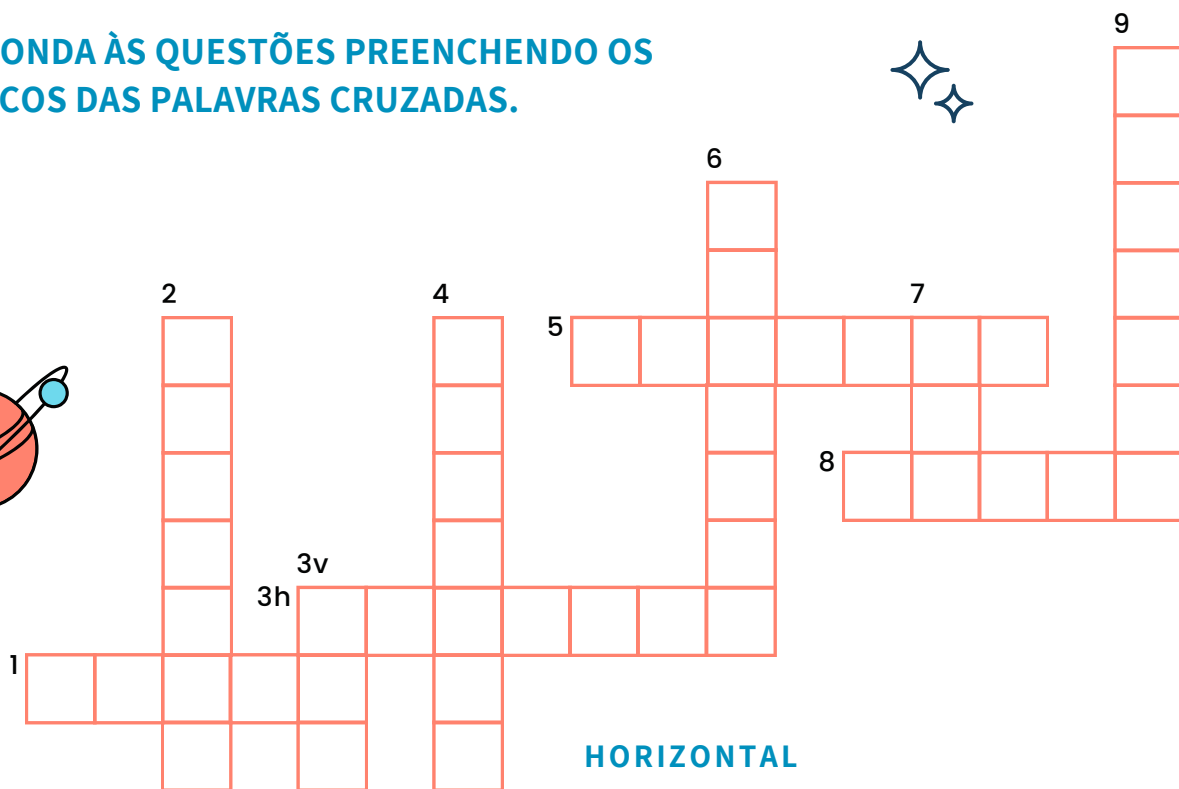 ONDA ÀS QUESTÕES PREENCHENDO OS
COS DAS PALAVRAS CRUZADAS.
9
6
2
4
7
5
8
3v
3h
1
HORIZONTAL